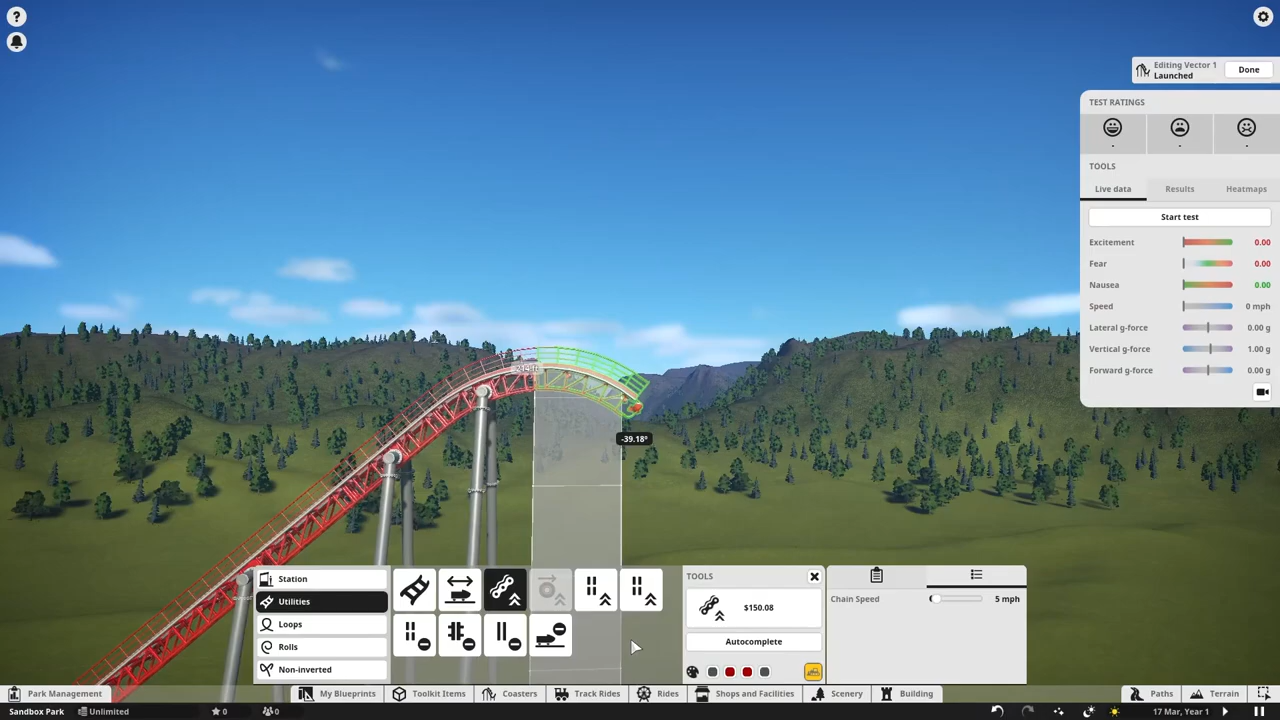 ?
Editing Vector 1
Launched
Done
TEST RATINGS
- - -
TOOLS
Live data Results Heatmaps
Start test
Excitement 0.00
Fear 0.00
Nausea 0.00
Speed 0 mph
Lateral g-force 0.00 g
Vertical g-force 1.00 g
Forward g-force 0.00 g
-39.18°
Station
Utilities
Loops
Rolls
Non-inverted
TOOLS
$150.08
Autocomplete
Chain Speed 5 mph
Park Management My Blueprints Toolkit Items Coasters Track Rides Rides Shops and Facilities Scenery Building Paths Terrain
Sandbox Park Unlimited 0 0 17 Mar, Year 1